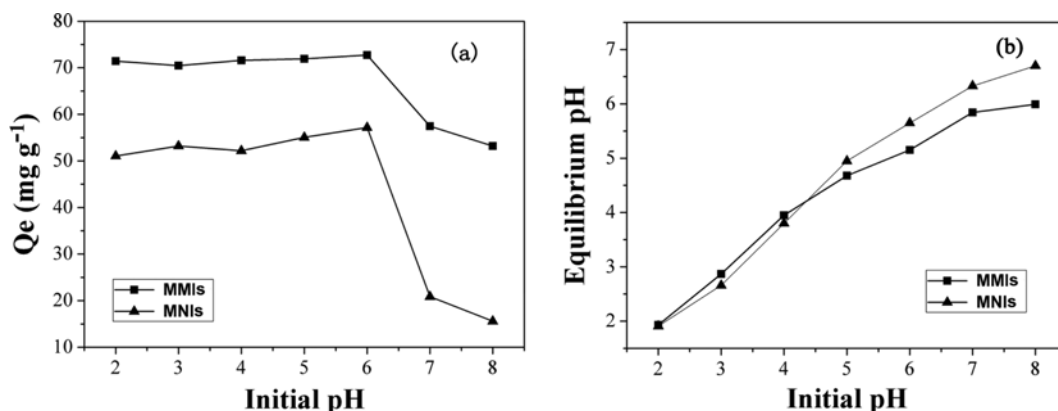 80
70
60
50
40
30
20
10
Qe (mg g⁻¹)
(a)
MMIs
MNIs
2 3 4 5 6 7 8
Initial pH
7
6
5
4
3
2
Equilibrium pH
(b)
MMIs
MNIs
2 3 4 5 6 7 8
Initial pH